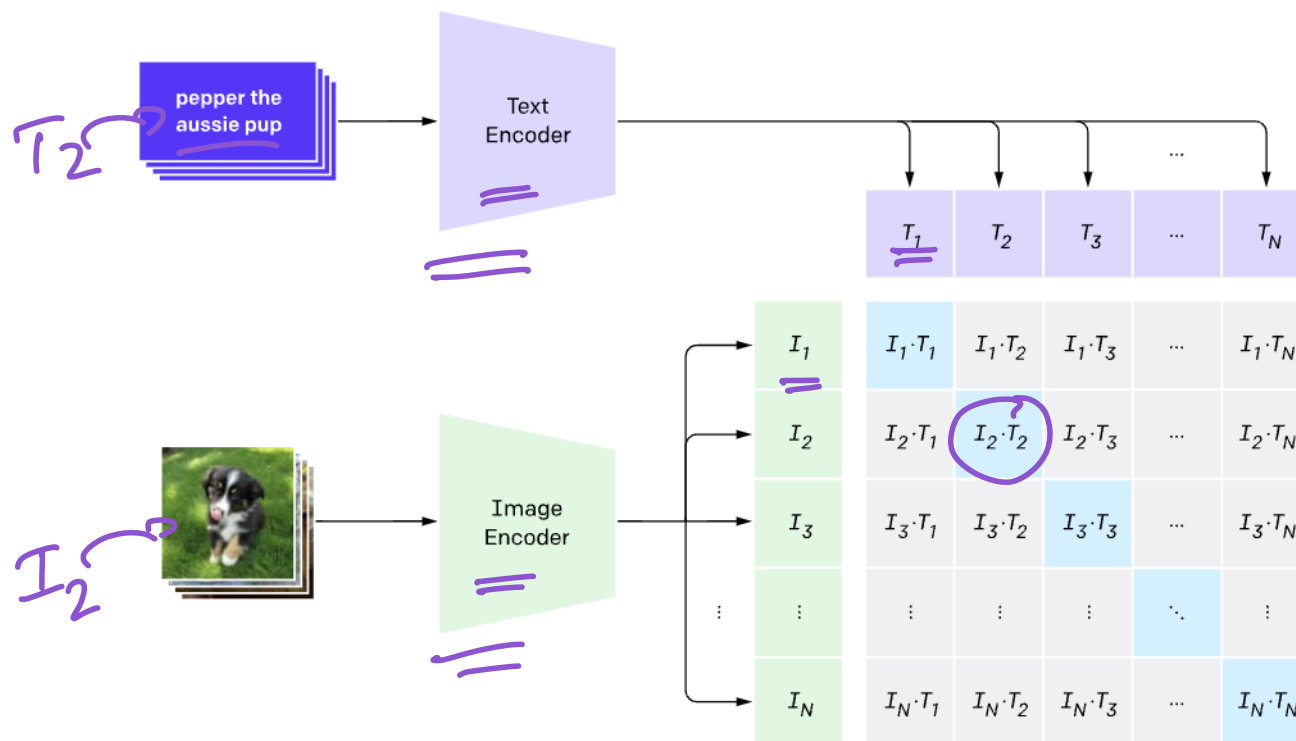 pepper the
aussie pup
T2
Text
Encoder
...
T1 T2 T3 ... TN
I1 I1·T1 I1·T2 I1·T3 ... I1·TN
I2 I2·T1 I2·T2 I2·T3 ... I2·TN
Image
Encoder
I3 I3·T1 I3·T2 I3·T3 ... I3·TN
I2
⋮ ⋮ ⋮ ⋮ ⋮ ⋱ ⋮
IN IN·T1 IN·T2 IN·T3 ... IN·TN